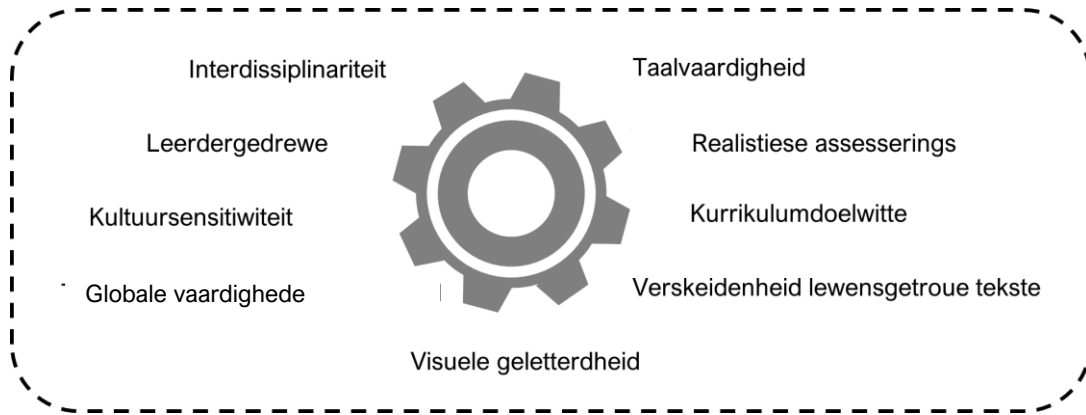 Interdissiplinariteit
Taalvaardigheid
Leerdergedrewe
Realistiese assesserings
Kultuursensitiwiteit
Kurrikulumdoelwitte
Globale vaardighede
Verskeidenheid lewensgetroue tekste
Visuele geletterdheid